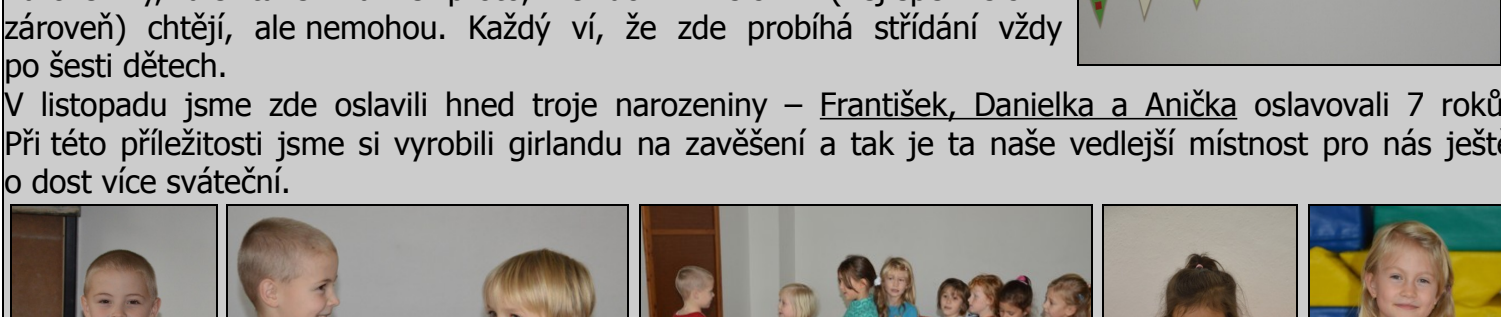 zároveň) chtějí, ale nemohou. Každý ví, že zde probíhá střídání vždy
po šesti dětech.
V listopadu jsme zde oslavili hned troje narozeniny – František, Danielka a Anička oslavovali 7 roků
Při této příležitosti jsme si vyrobili girlandu na zavěšení a tak je ta naše vedlejší místnost pro nás ještě
o dost více sváteční.